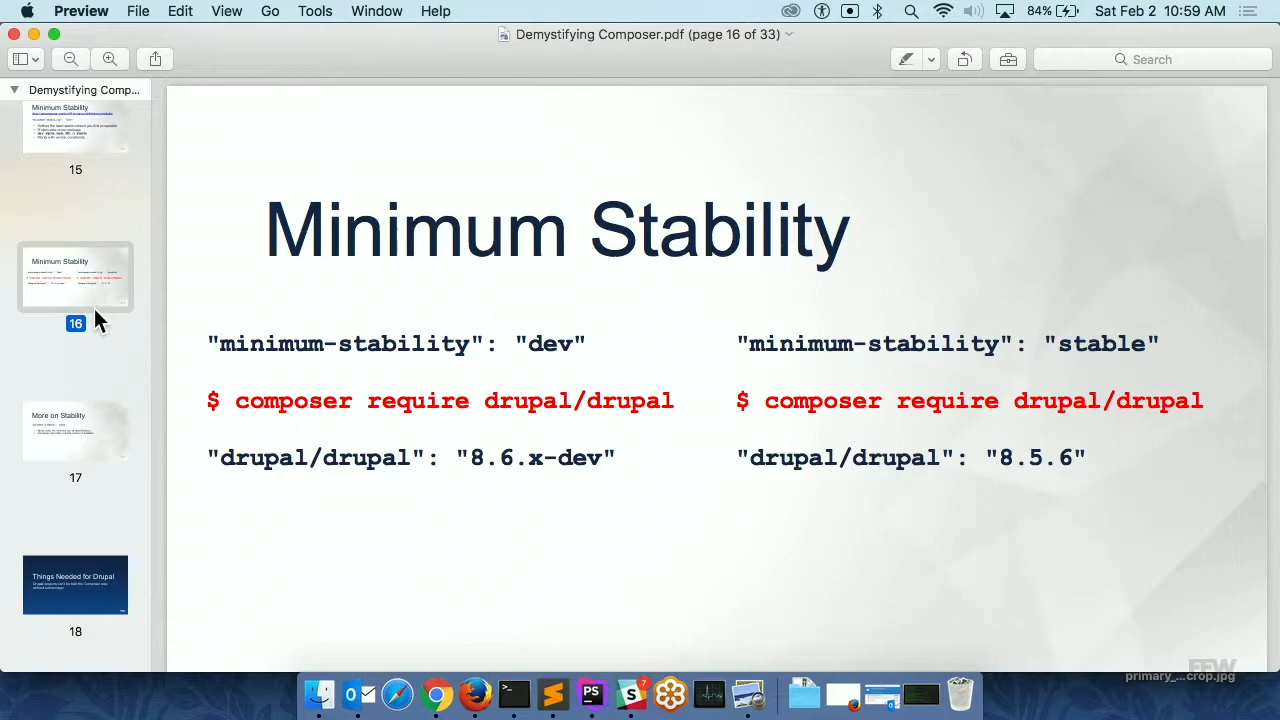 Preview File Edit View Go Tools Window Help
84% Sat Feb 2 10:59 AM
Demystifying Composer.pdf (page 16 of 33)
Search
Demystifying Comp...
Minimum Stability
15
Minimum Stability
16
More on Stability
17
Things Needed for Drupal
18
Minimum Stability
"minimum-stability": "dev"
$ composer require drupal/drupal
"drupal/drupal": "8.6.x-dev"
"minimum-stability": "stable"
$ composer require drupal/drupal
"drupal/drupal": "8.5.6"
FFW
primary_...crop.jpg
7
PS